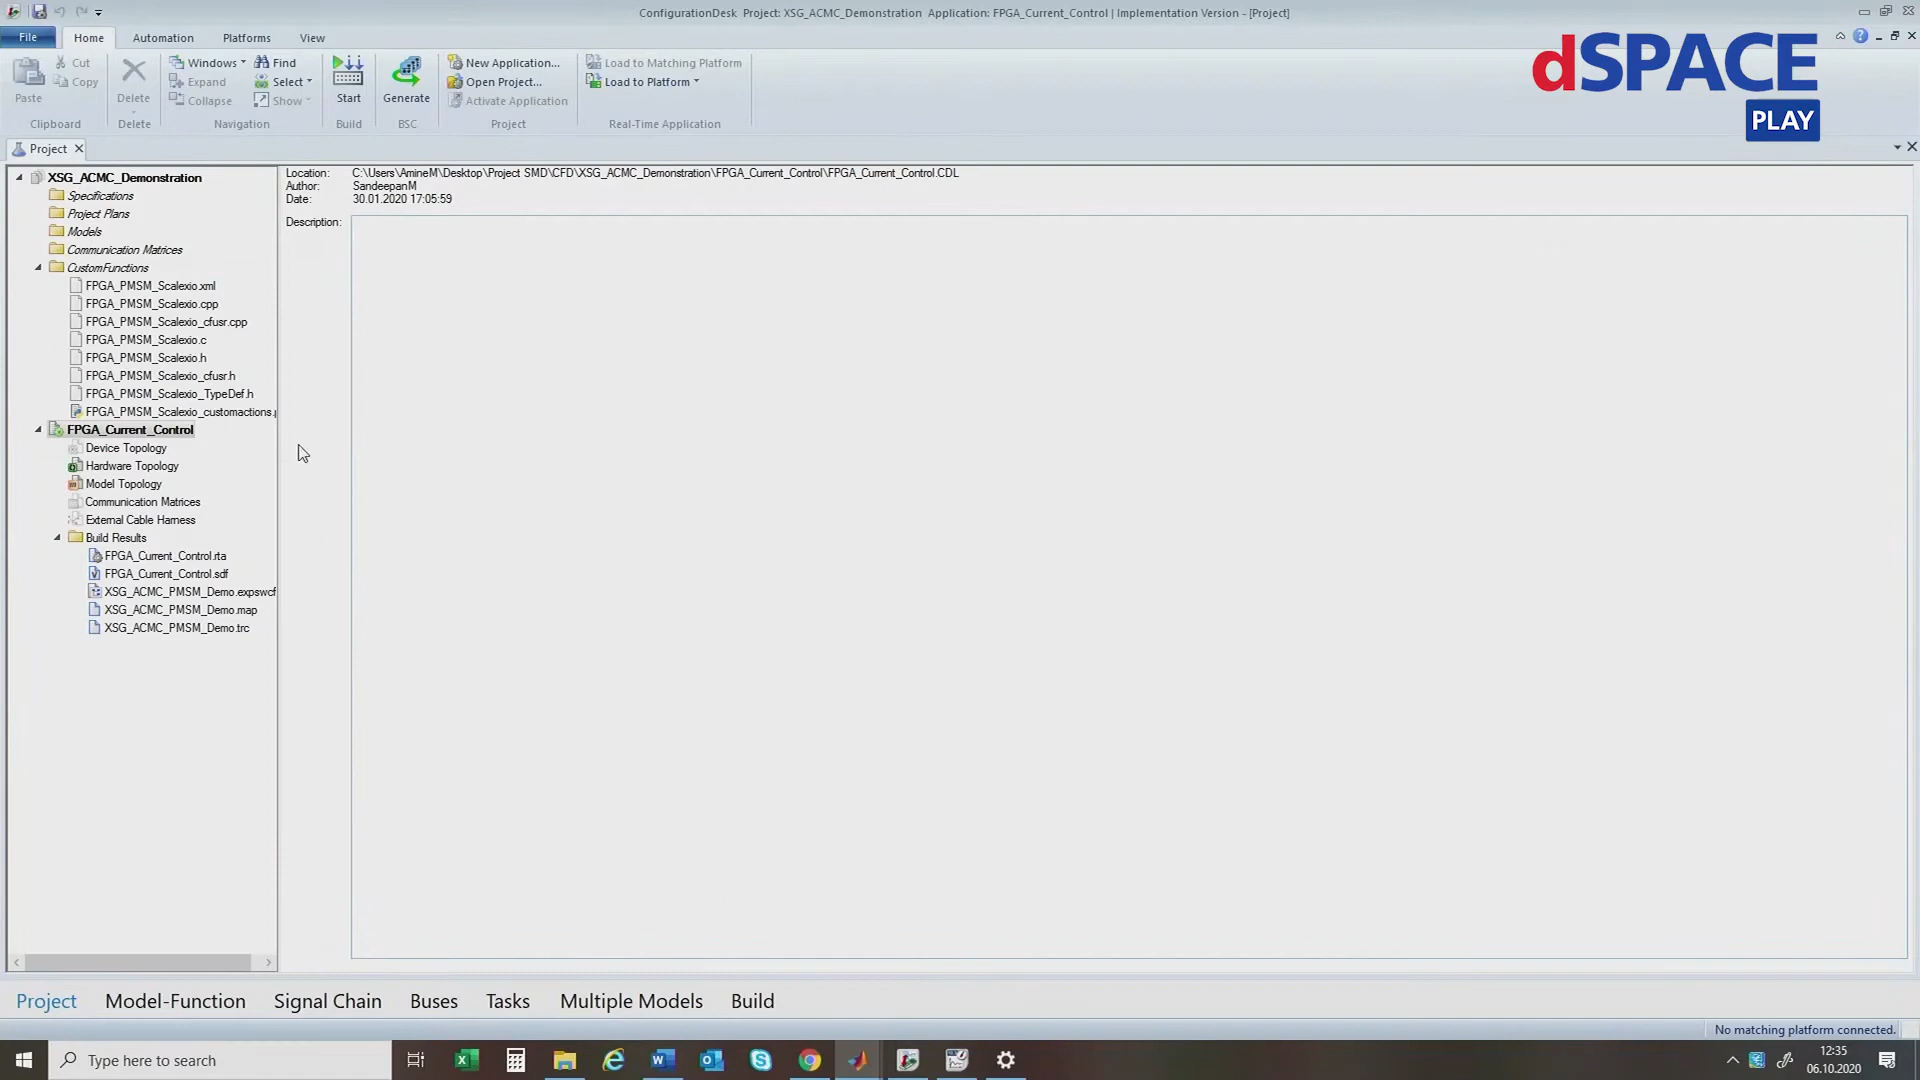 ConfigurationDesk Project: XSG_ACMC_Demonstration Application: FPGA_Current_Control | Implementation Version - [Project]
File Home Automation Platforms View
Paste
Cut
Copy
Clipboard
Delete
Delete
Windows
Expand
Collapse
Find
Select
Show
Navigation
Start
Build
Generate
BSC
New Application...
Open Project...
Activate Application
Project
Load to Matching Platform
Load to Platform
Real-Time Application
dSPACE
PLAY
Project
XSG_ACMC_Demonstration
Specifications
Project Plans
Models
Communication Matrices
CustomFunctions
FPGA_PMSM_Scalexio.xml
FPGA_PMSM_Scalexio.cpp
FPGA_PMSM_Scalexio_cfusr.cpp
FPGA_PMSM_Scalexio.c
FPGA_PMSM_Scalexio.h
FPGA_PMSM_Scalexio_cfusr.h
FPGA_PMSM_Scalexio_TypeDef.h
FPGA_PMSM_Scalexio_customactions.
FPGA_Current_Control
Device Topology
Hardware Topology
Model Topology
Communication Matrices
External Cable Harness
Build Results
FPGA_Current_Control.rta
FPGA_Current_Control.sdf
XSG_ACMC_PMSM_Demo.expswcf
XSG_ACMC_PMSM_Demo.map
XSG_ACMC_PMSM_Demo.trc
Location: C:\Users\AmineM\Desktop\Project SMD\CFD\XSG_ACMC_Demonstration\FPGA_Current_Control\FPGA_Current_Control.CDL
Author: SandeepanM
Date: 30.01.2020 17:05:59
Description:
Project Model-Function Signal Chain Buses Tasks Multiple Models Build
No matching platform connected.
Type here to search
12:35
06.10.2020